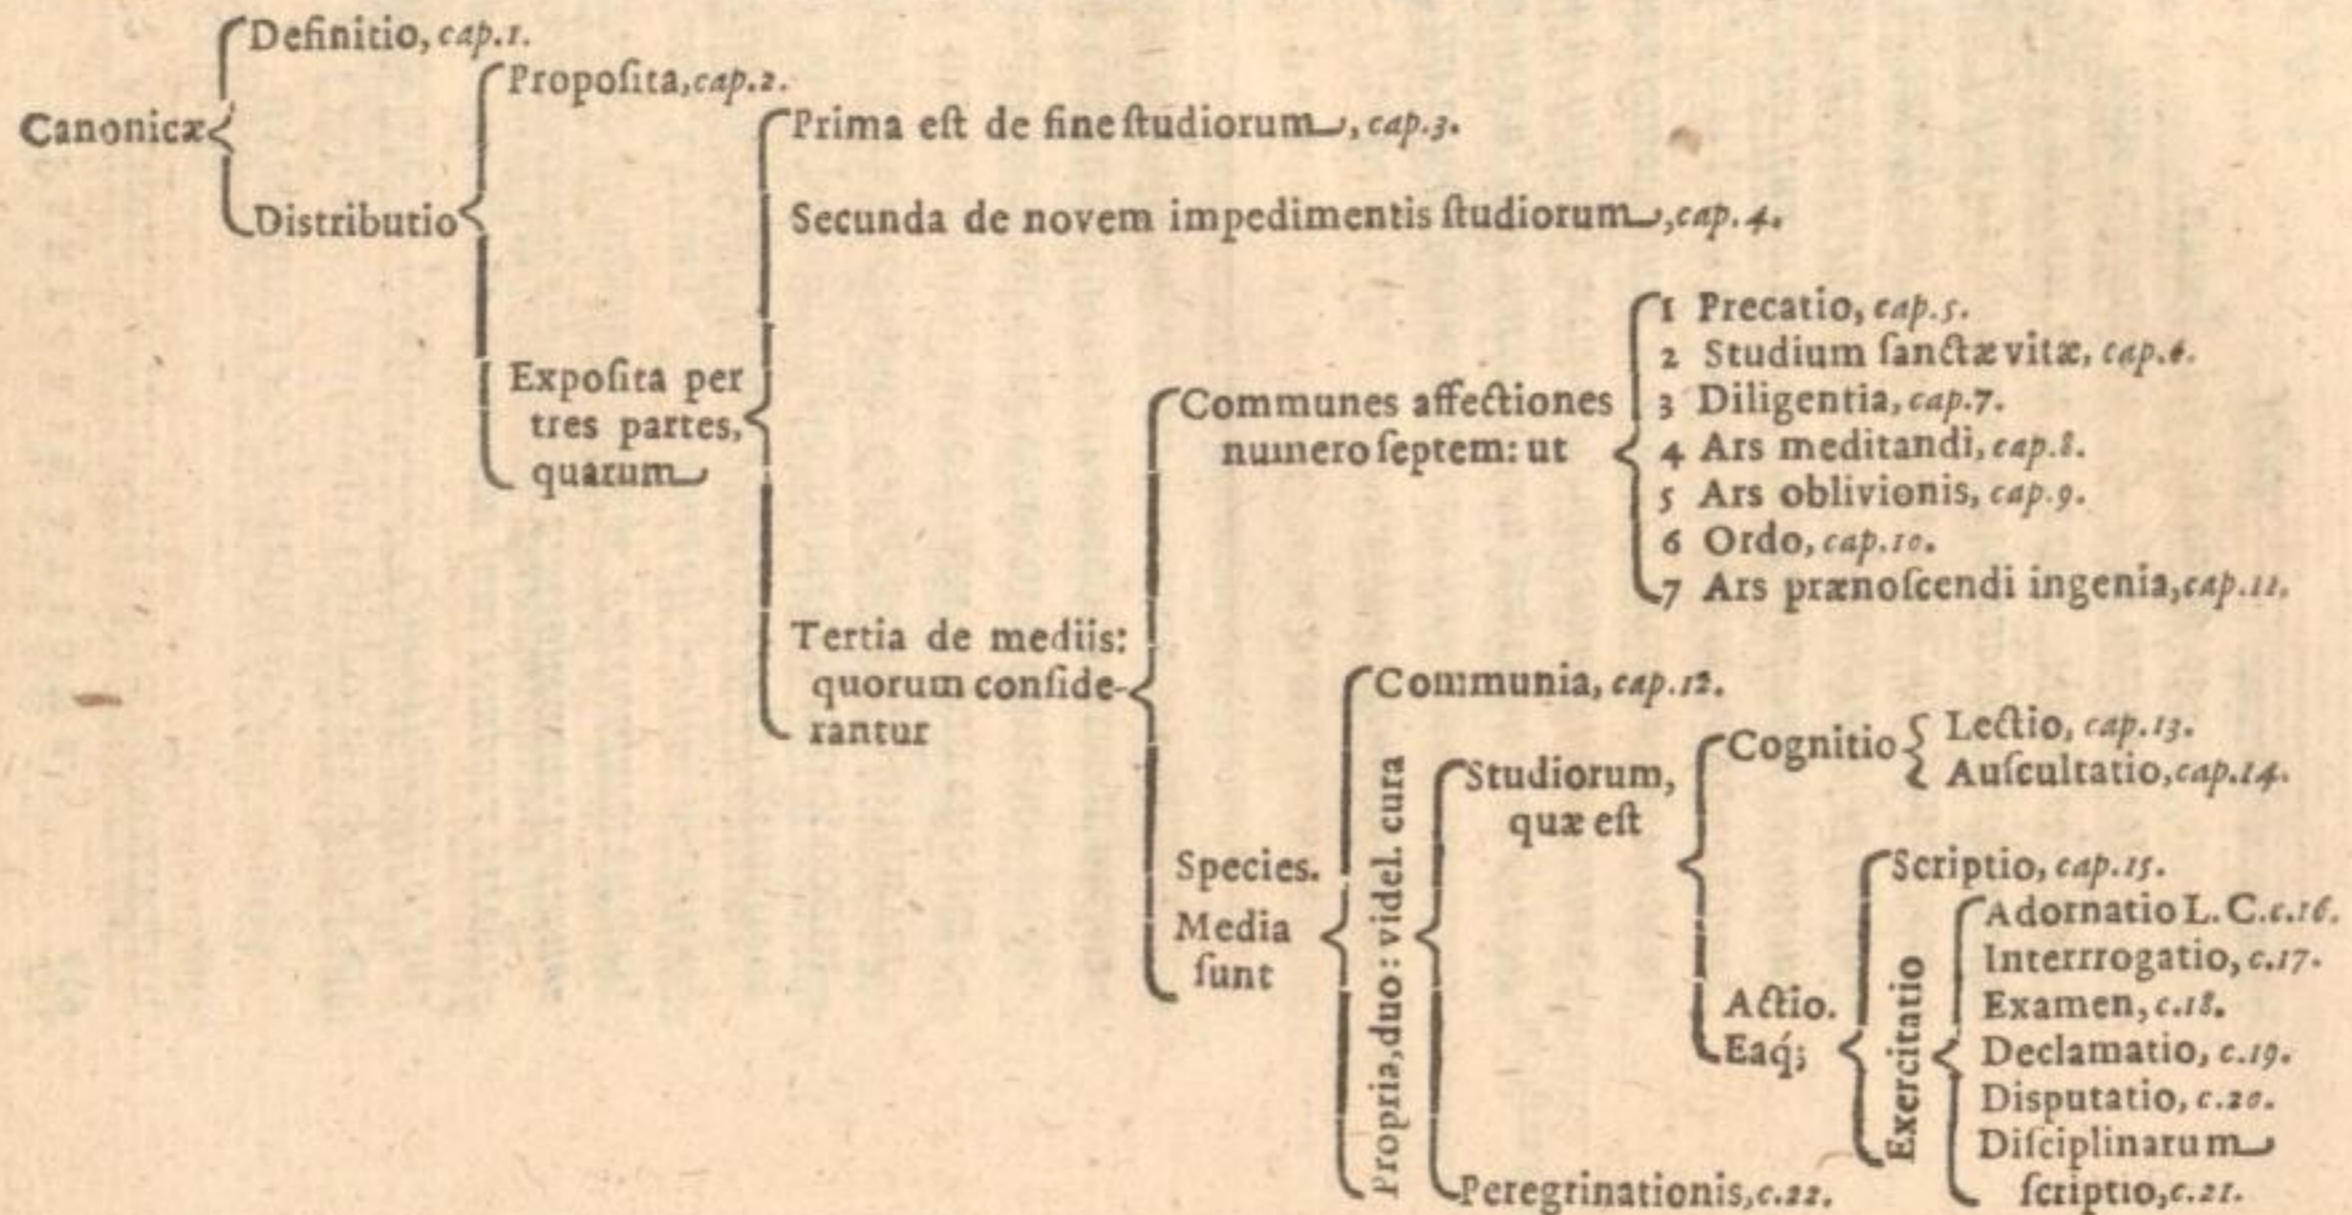 Definitio, cap.1.
Propoſita, cap.2.
Canonicæ
Prima eſt de fine ſtudiorum, cap.3.
Distributio
Secunda de novem impedimentis ſtudiorum, cap.4.
Expoſita per
tres partes,
quarum
Communes affectiones
numero ſeptem: ut
1 Precatio, cap.5.
2 Studium ſanctæ vitæ, cap.6.
3 Diligentia, cap.7.
4 Ars meditandi, cap.8.
5 Ars oblivionis, cap.9.
6 Ordo, cap.10.
7 Ars prænoſcendi ingenia, cap.11.
Tertia de mediis:
quorum conſide-
rantur
Species.
Media
ſunt
Communia, cap.12.
Propria, duo: videl. cura
Studiorum,
quæ eſt
Cognitio
Lectio, cap.13.
Auſcultatio, cap.14.
Actio.
Eaq́;
Scriptio, cap.15.
Exercitatio
Adornatio L. C. c.16.
Interrrogatio, c.17.
Examen, c.18.
Declamatio, c.19.
Disputatio, c.20.
Diſciplinarum
ſcriptio, c.21.
Peregrinationis, c.22.